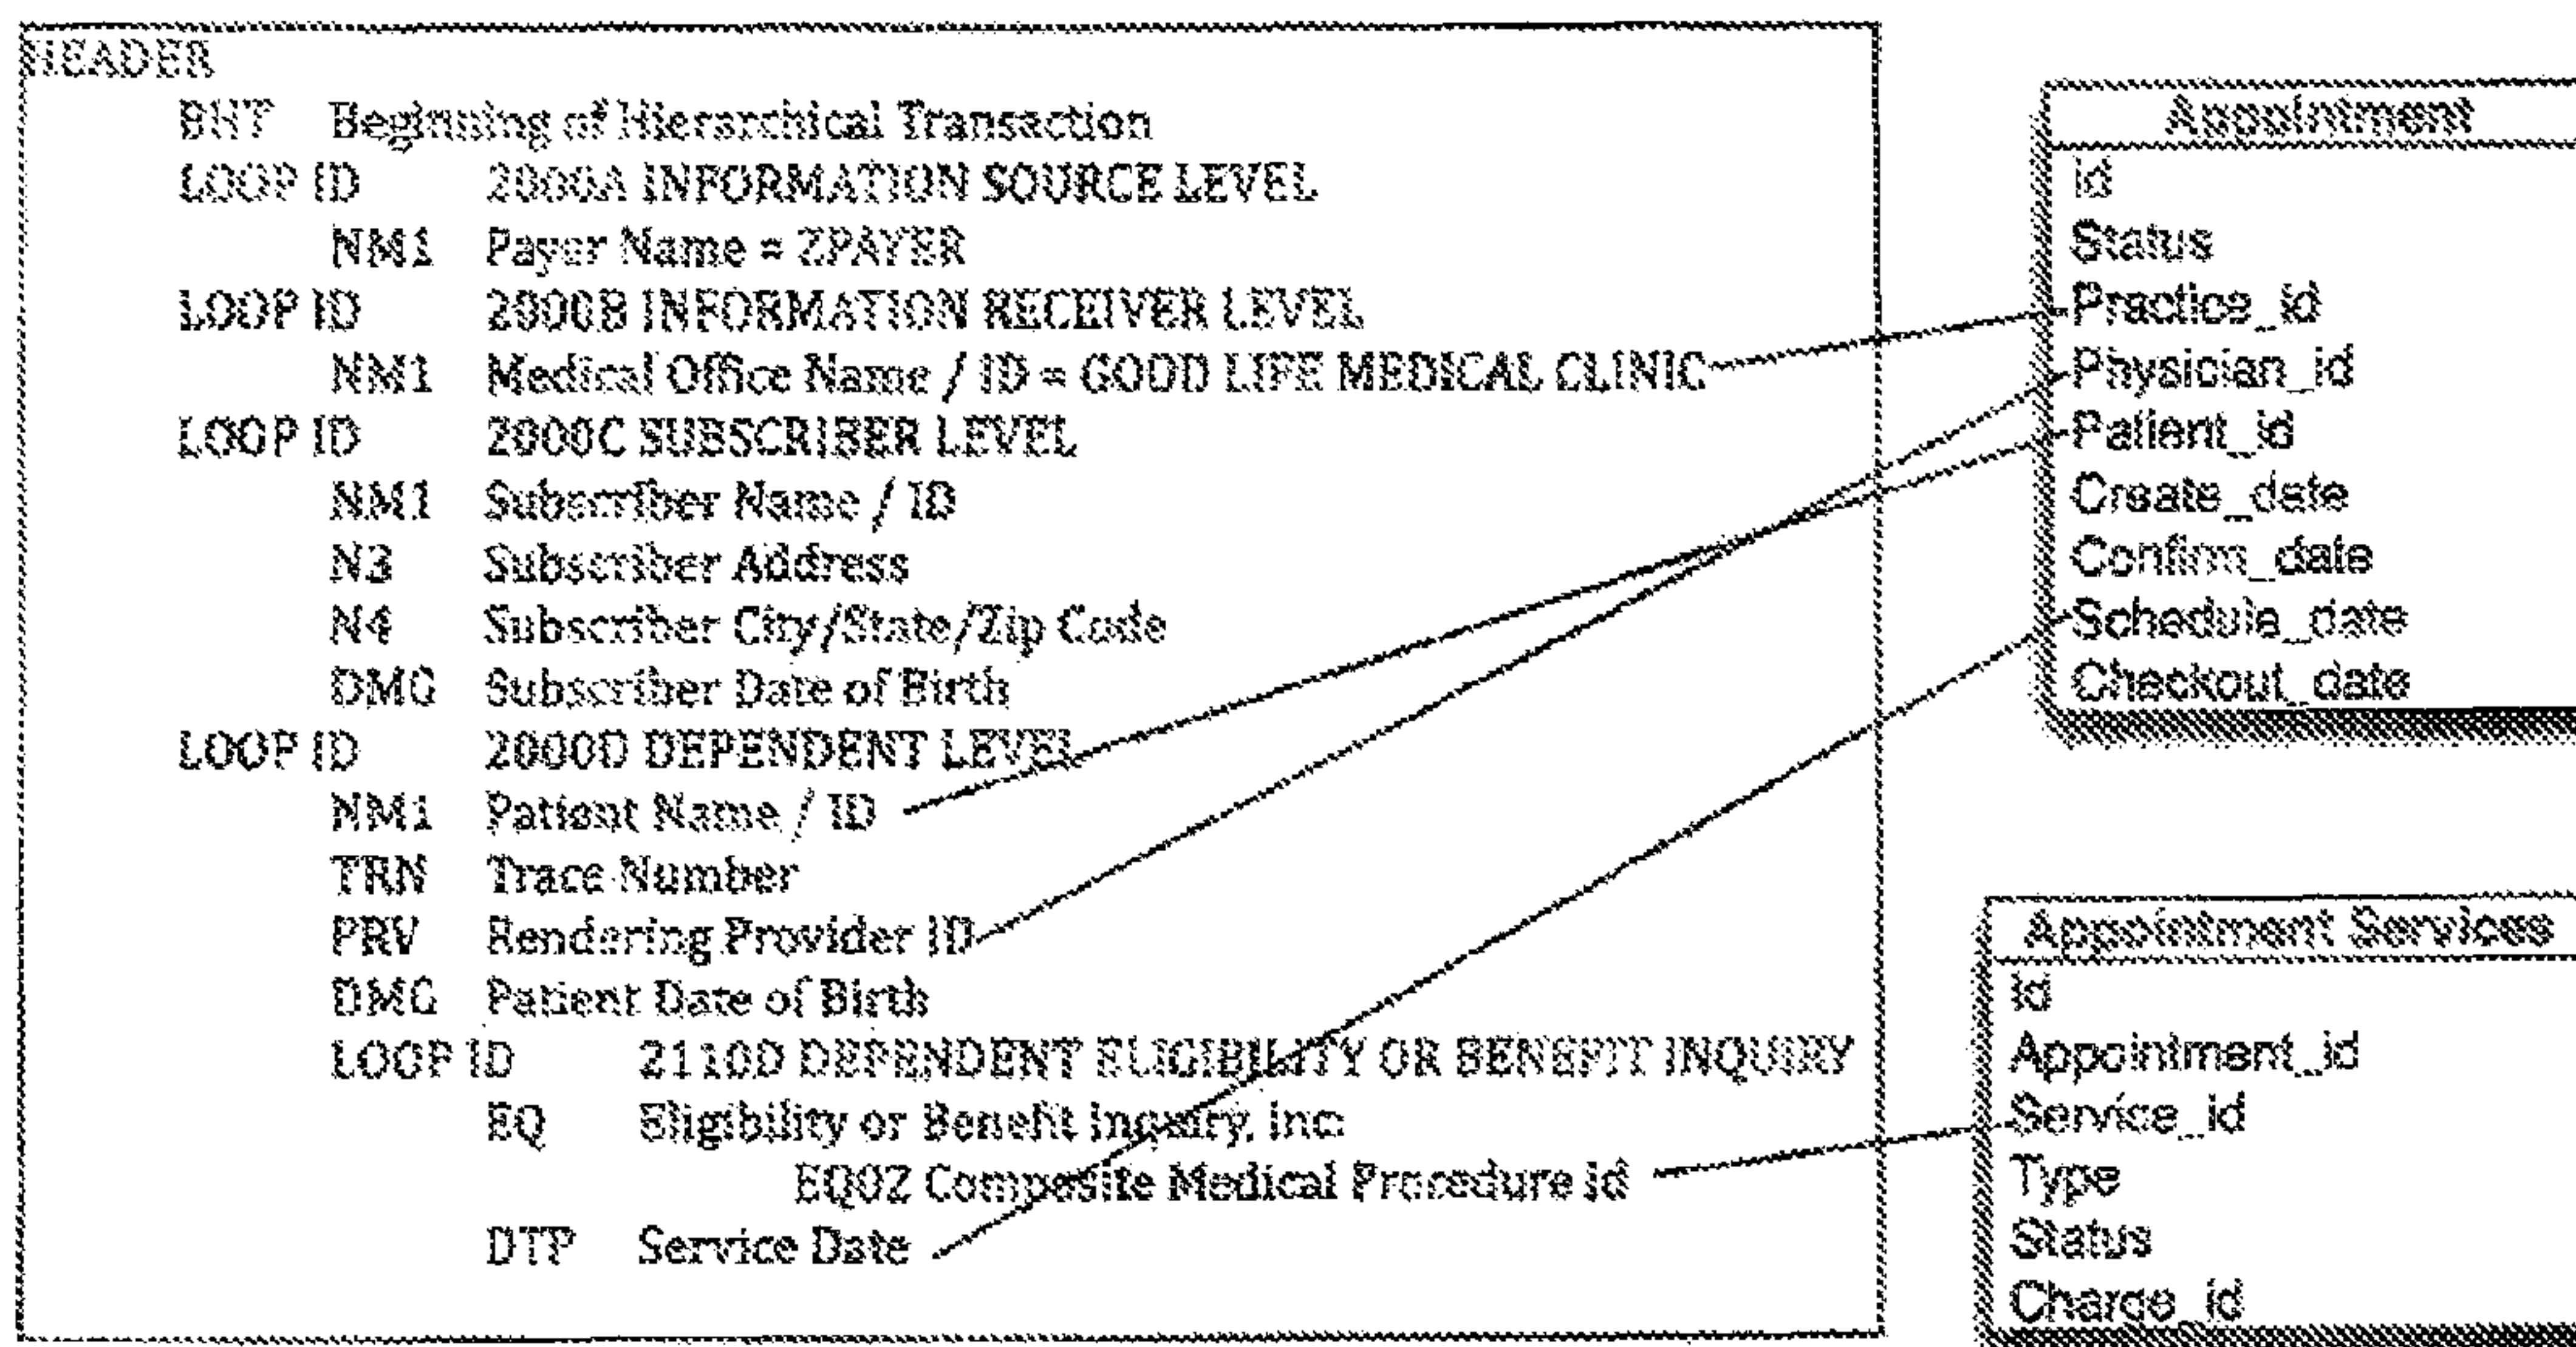 HEADER
BHT Beginning of Hierarchical Transaction
LOOP ID 2000A INFORMATION SOURCE LEVEL
NM1 Payer Name = ZPAYER
LOOP ID 2000B INFORMATION RECEIVER LEVEL
NM1 Medical Office Name / ID = GOOD LIFE MEDICAL CLINIC
LOOP ID 2000C SUBSCRIBER LEVEL
NM1 Subscriber Name / ID
N3 Subscriber Address
N4 Subscriber City/State/Zip Code
DMG Subscriber Date of Birth
LOOP ID 2000D DEPENDENT LEVEL
NM1 Patient Name / ID
TRN Trace Number
PRV Rendering Provider ID
DMG Patient Date of Birth
LOOP ID 2110D DEPENDENT ELIGIBILITY OR BENEFIT INQUIRY
EQ Eligibility or Benefit Inquiry, inc:
EQ02 Composite Medical Procedure id
DTP Service Date
Appointment
id
Status
Practice_id
Physician_id
Patient_id
Create_date
Confirm_date
Schedule_date
Checkout_date
Appointment Services
id
Appointment_id
Service_id
Type
Status
Charge_id